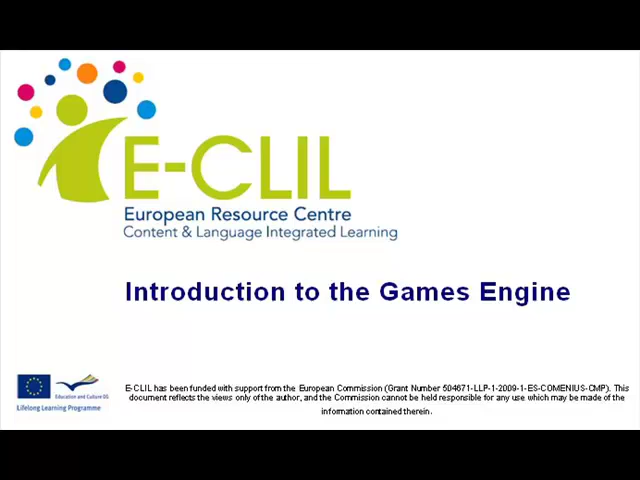 E-CLIL
European Resource Centre
Content & Language Integrated Learning
Introduction to the Games Engine
Education and Culture DG
Lifelong Learning Programme
E-CLIL has been funded with support from the European Commission (Grant Number 504671-LLP-1-2009-1-ES-COMENIUS-CMP). This
document reflects the views only of the author, and the Commission cannot be held responsible for any use which may be made of the
information contained therein.